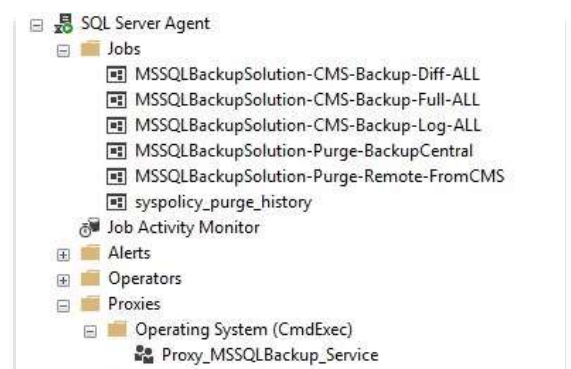 SQL Server Agent
Jobs
MSSQLBackupSolution-CMS-Backup-Diff-ALL
MSSQLBackupSolution-CMS-Backup-Full-ALL
MSSQLBackupSolution-CMS-Backup-Log-ALL
MSSQLBackupSolution-Purge-BackupCentral
MSSQLBackupSolution-Purge-Remote-FromCMS
syspolicy_purge_history
Job Activity Monitor
Alerts
Operators
Proxies
Operating System (CmdExec)
Proxy_MSSQLBackup_Service